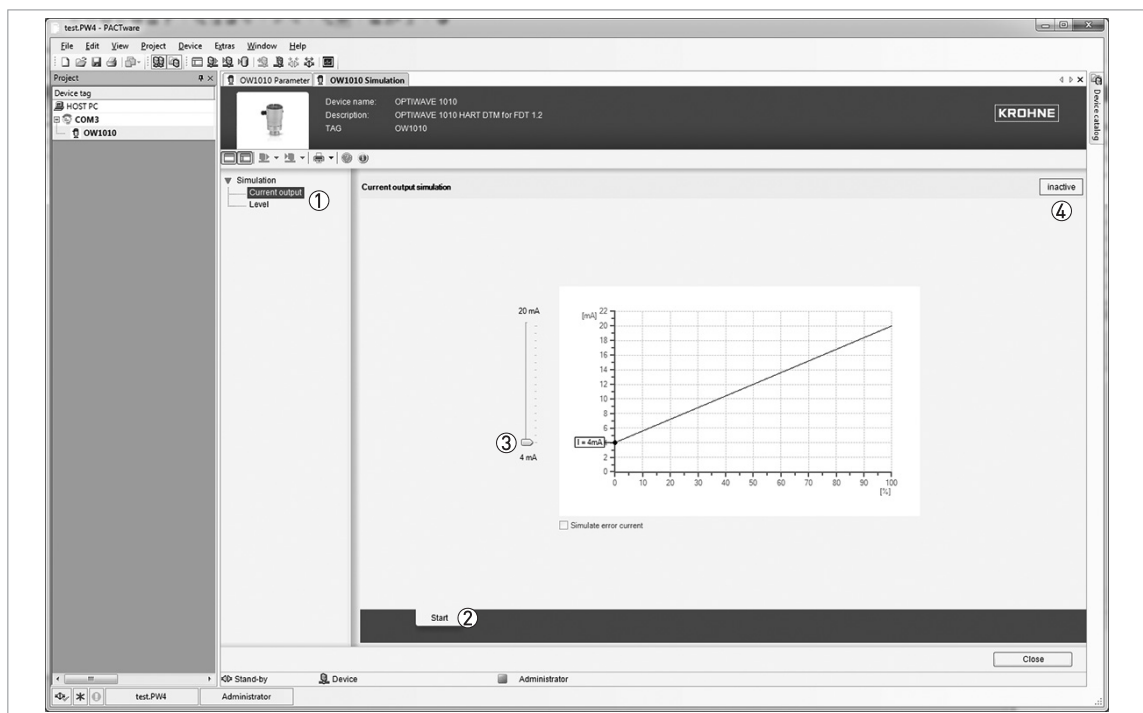 test.PW4 - PACTware
File Edit View Project Device Extras Window Help
Project
Device tag
HOST PC
COM3
OW1010
OW1010 Parameter
OW1010 Simulation
Device name: OPTIWAVE 1010
Description: OPTIWAVE 1010 HART DTM for FDT 1.2
TAG OW1010
KROHNE
Device catalog
Simulation
Current output
Level
①
Current output simulation
inactive
④
20 mA
③
4 mA
[mA]
22
20
18
16
14
12
10
8
6
I = 4mA
2
0
0 10 20 30 40 50 60 70 80 90 100
[%]
Simulate error current
Start
②
Close
Stand-by
Device
Administrator
test.PW4
Administrator